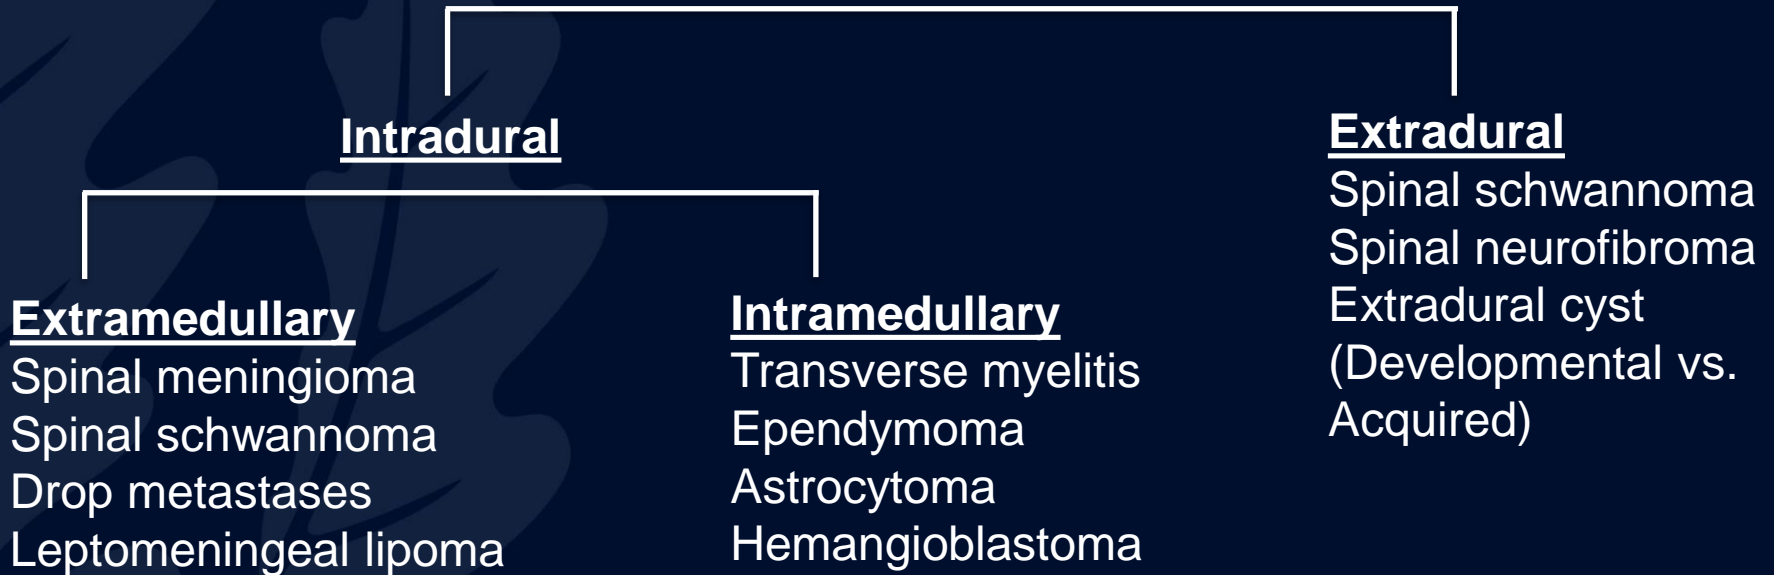 Intradural
Extramedullary
Spinal meningioma
Spinal schwannoma
Drop metastases
Leptomeningeal lipoma
Intramedullary
Transverse myelitis
Ependymoma
Astrocytoma
Hemangioblastoma
Extradural
Spinal schwannoma
Spinal neurofibroma
Extradural cyst
(Developmental vs.
Acquired)